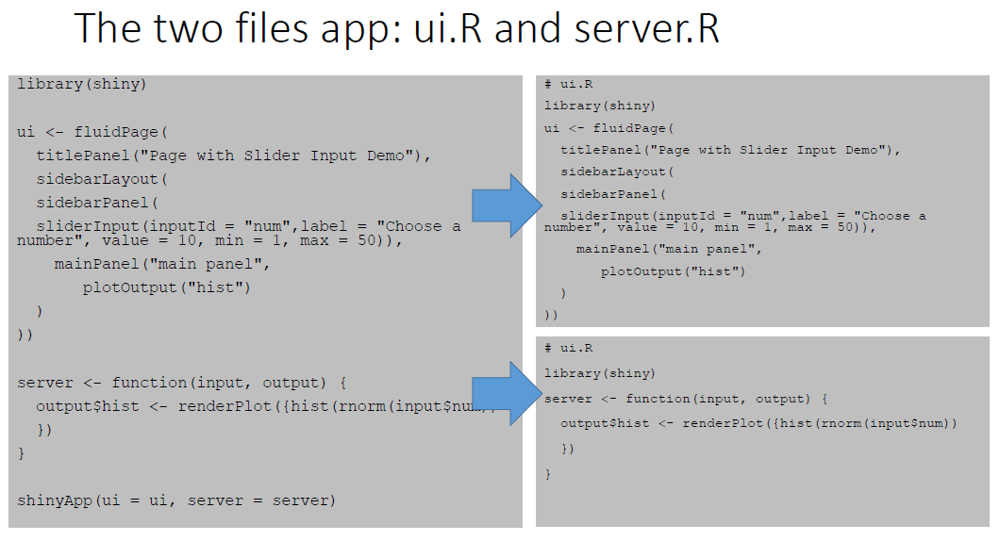 The two files app: ui.R and server.R
library(shiny)
ui <- fluidPage(
titlePanel("Page with Slider Input Demo"),
sidebarLayout(
sidebarPanel(
sliderInput(inputId = "num",label = "Choose a
number", value = 10, min = 1, max = 50)),
mainPanel("main panel",
plotOutput("hist")
)
))
server <- function(input, output) {
output$hist <- renderPlot({hist(rnorm(input$num))
})
}
shinyApp(ui = ui, server = server)
# ui.R
library(shiny)
ui <- fluidPage(
titlePanel("Page with Slider Input Demo"),
sidebarLayout(
sidebarPanel(
sliderInput(inputId = "num",label = "Choose a
number", value = 10, min = 1, max = 50)),
mainPanel("main panel",
plotOutput("hist")
)
))
# ui.R
library(shiny)
server <- function(input, output) {
output$hist <- renderPlot({hist(rnorm(input$num))
})
}